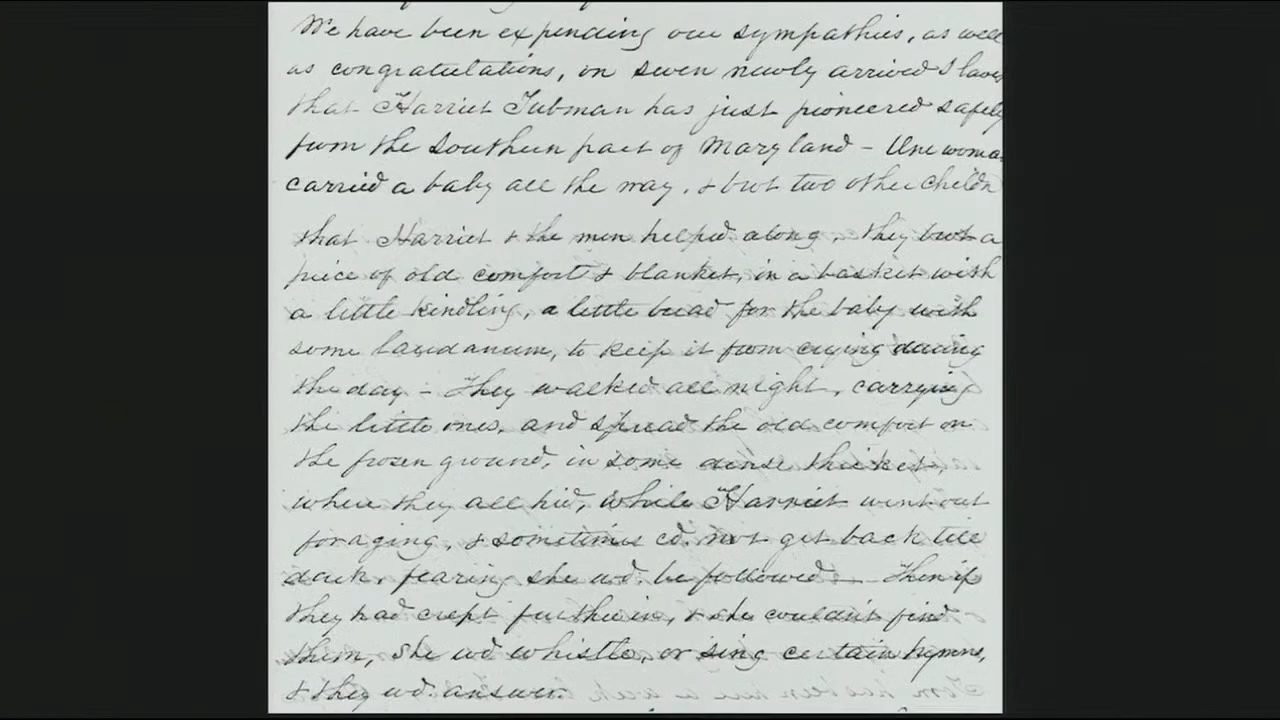 We have been expending our sympathies, as well
as congratulations, on seven newly arrived slaves
that Harriet Tubman has just pioneered safely
from the Southern part of Maryland - One woman
carried a baby all the way, & bro't two other childn
that Harriet & the men helped along, they bro't a
piece of old comfort & blanket, in a basket with
a little kindling, a little bread for the baby with
some laudanum, to keep it from crying during
the day - They walked all night, carrying
the little ones, and spread the old comfort on
the frozen ground, in some dense thicket,
where they all hid, while Harriet went out
foraging, & sometimes cd. not get back till
dark, fearing she wd. be followed - Then if
they had crept further in, & she couldn't find
them, she wd whistle, or sing certain hymns,
& they wd. answer.